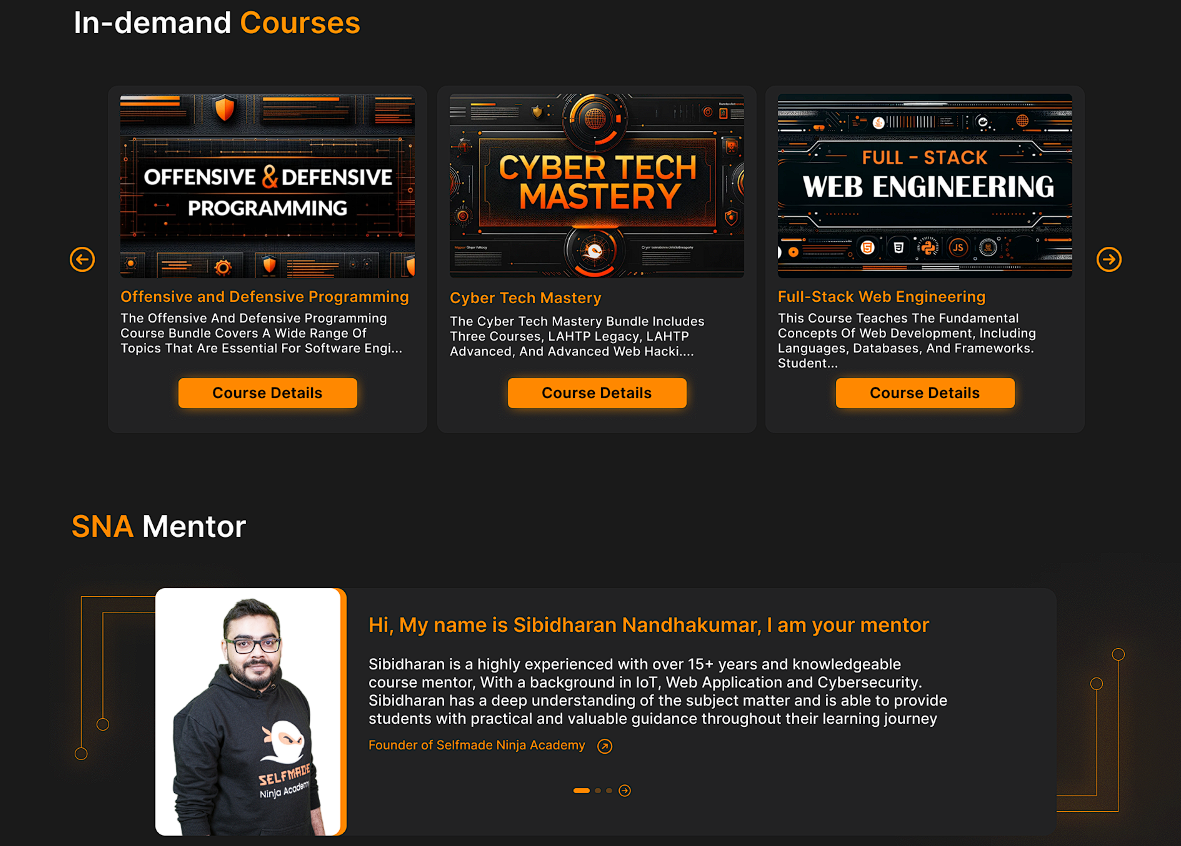 In-demand Courses
OFFENSIVE & DEFENSIVE
PROGRAMMING
Offensive and Defensive Programming
The Offensive And Defensive Programming
Course Bundle Covers A Wide Range Of
Topics That Are Essential For Software Engi...
Course Details
CYBER TECH
MASTERY
Cyber Tech Mastery
The Cyber Tech Mastery Bundle Includes
Three Courses, LAHTP Legacy, LAHTP
Advanced, And Advanced Web Hacki....
Course Details
FULL - STACK
WEB ENGINEERING
JS
Full-Stack Web Engineering
This Course Teaches The Fundamental
Concepts Of Web Development, Including
Languages, Databases, And Frameworks.
Student...
Course Details
SNA Mentor
SELFMADE
Ninja Academy
Hi, My name is Sibidharan Nandhakumar, I am your mentor
Sibidharan is a highly experienced with over 15+ years and knowledgeable
course mentor, With a background in IoT, Web Application and Cybersecurity.
Sibidharan has a deep understanding of the subject matter and is able to provide
students with practical and valuable guidance throughout their learning journey
Founder of Selfmade Ninja Academy